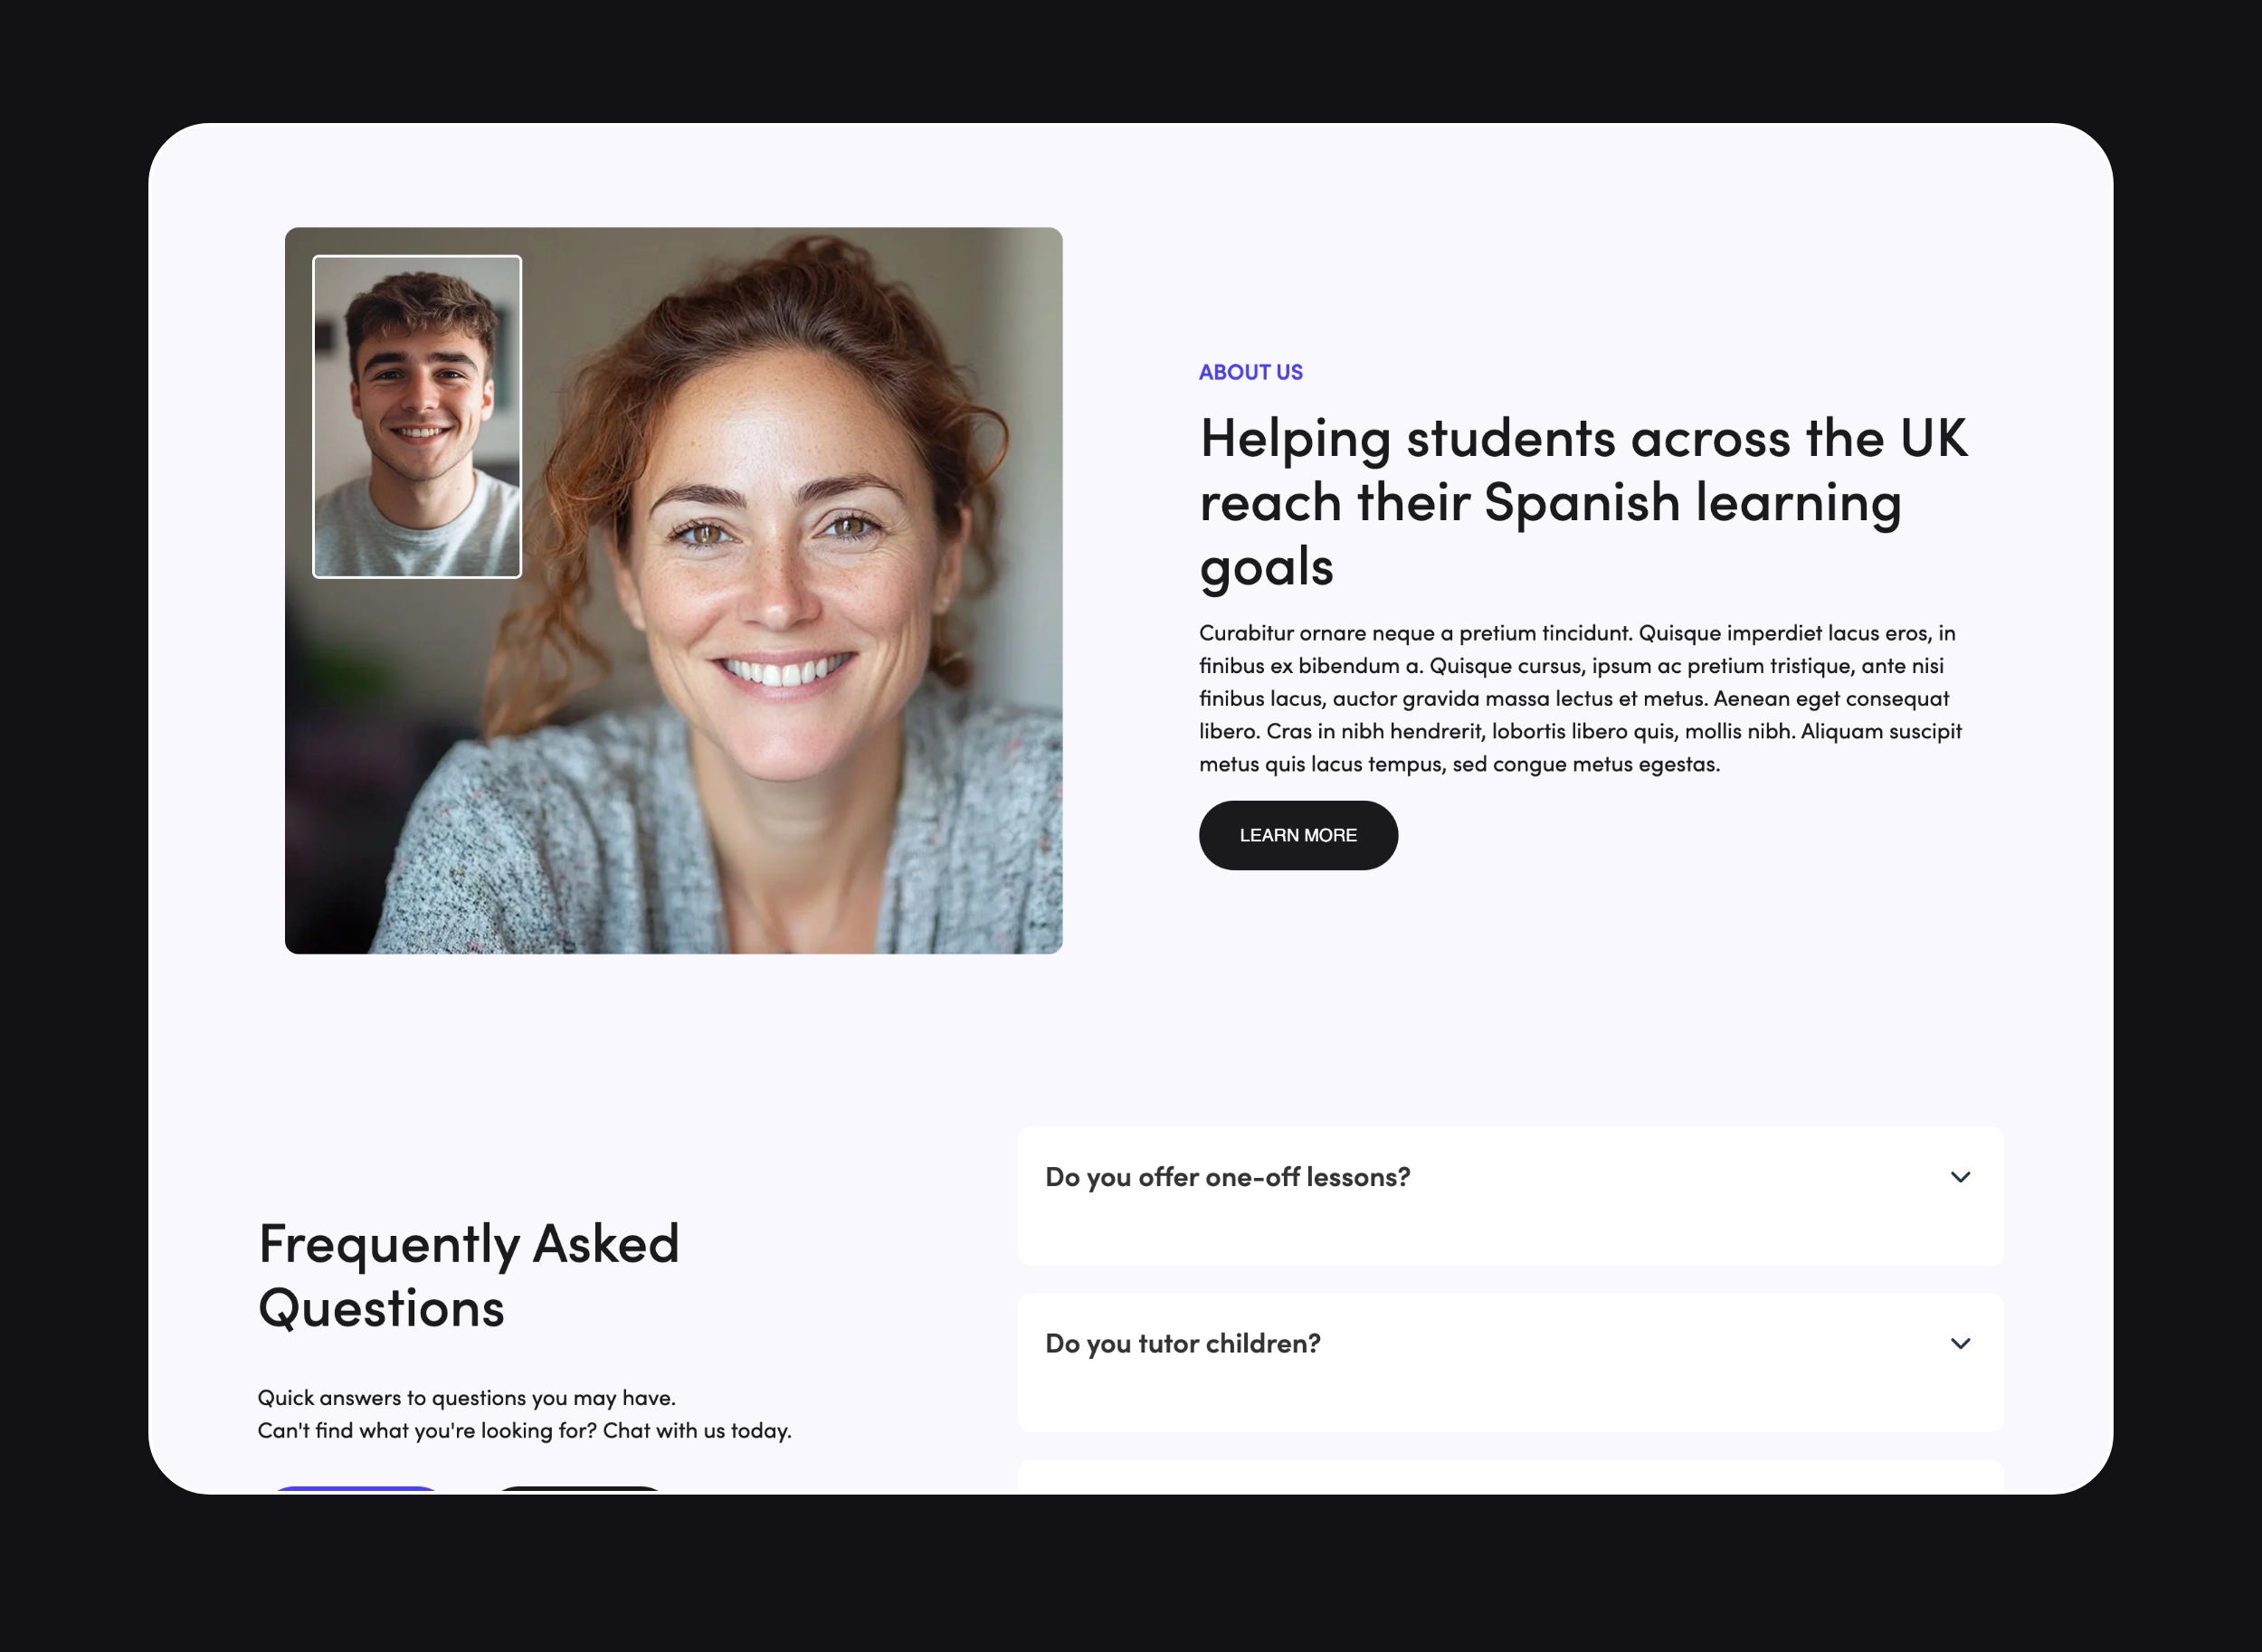 ABOUT US
Helping students across the UK
reach their Spanish learning
goals
Curabitur ornare neque a pretium tincidunt. Quisque imperdiet lacus eros, in
finibus ex bibendum a. Quisque cursus, ipsum ac pretium tristique, ante nisi
finibus lacus, auctor gravida massa lectus et metus. Aenean eget consequat
libero. Cras in nibh hendrerit, lobortis libero quis, mollis nibh. Aliquam suscipit
metus quis lacus tempus, sed congue metus egestas.
LEARN MORE
Frequently Asked
Questions
Quick answers to questions you may have.
Can't find what you're looking for? Chat with us today.
Do you offer one-off lessons?
Do you tutor children?